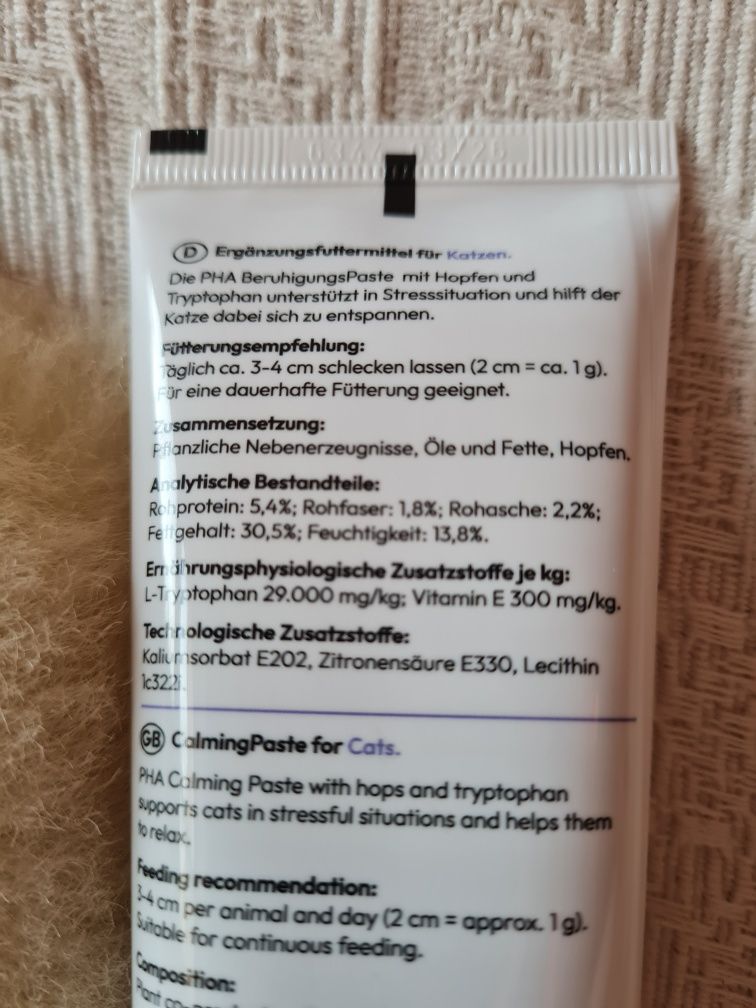 D Ergänzungsfuttermittel für Katzen.
Die PHA BeruhigungsPaste mit Hopfen und
Tryptophan unterstützt in Stresssituation und hilft der
Katze dabei sich zu entspannen.
Fütterungsempfehlung:
Täglich ca. 3-4 cm schlecken lassen (2 cm = ca. 1 g).
Für eine dauerhafte Fütterung geeignet.
Zusammensetzung:
Pflanzliche Nebenerzeugnisse, Öle und Fette, Hopfen.
Analytische Bestandteile:
Rohprotein: 5,4%; Rohfaser: 1,8%; Rohasche: 2,2%;
Fettgehalt: 30,5%; Feuchtigkeit: 13,8%.
Ernährungsphysiologische Zusatzstoffe je kg:
L-Tryptophan 29.000 mg/kg; Vitamin E 300 mg/kg.
Technologische Zusatzstoffe:
Kaliumsorbat E202, Zitronensäure E330, Lecithin
1c322i.
GB CalmingPaste for Cats.
PHA Calming Paste with hops and tryptophan
supports cats in stressful situations and helps them
to relax.
Feeding recommendation:
3-4 cm per animal and day (2 cm = approx. 1 g).
Suitable for continuous feeding.
Composition:
Plant